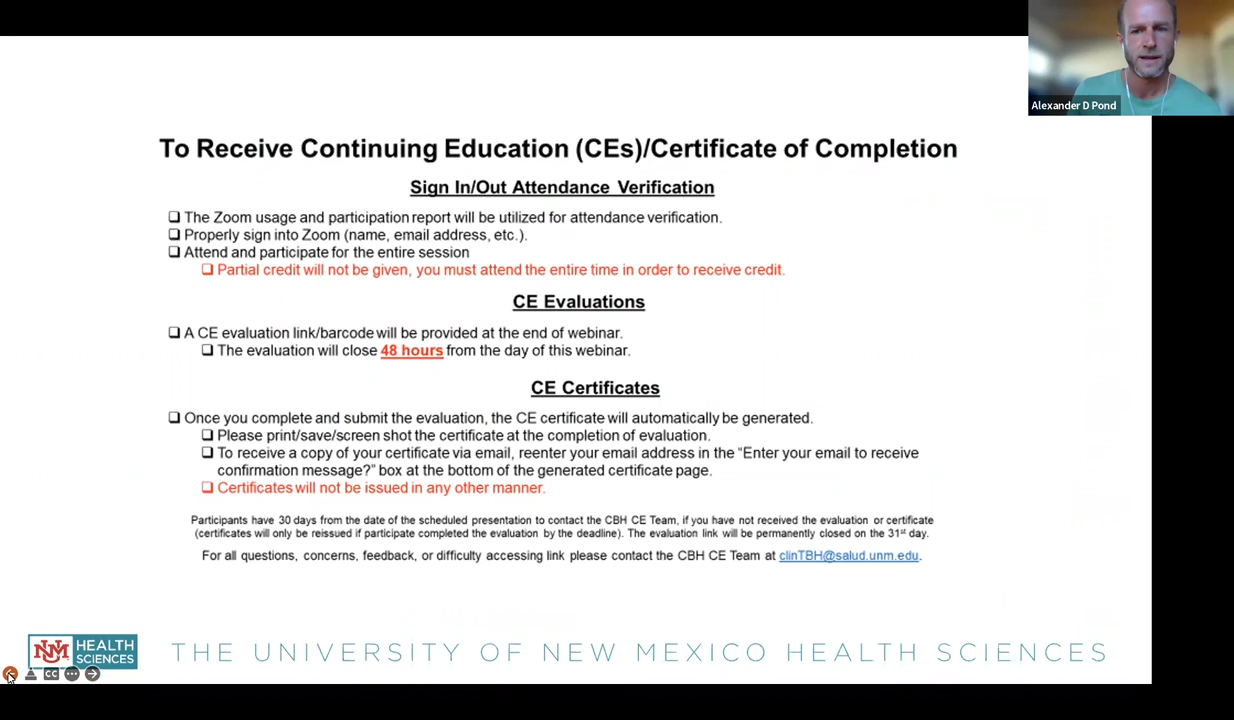 Alexander D Pond
To Receive Continuing Education (CEs)/Certificate of Completion
Sign In/Out Attendance Verification
The Zoom usage and participation report will be utilized for attendance verification.
Properly sign into Zoom (name, email address, etc.).
Attend and participate for the entire session
Partial credit will not be given, you must attend the entire time in order to receive credit.
CE Evaluations
A CE evaluation link/barcode will be provided at the end of webinar.
The evaluation will close 48 hours from the day of this webinar.
CE Certificates
Once you complete and submit the evaluation, the CE certificate will automatically be generated.
Please print/save/screen shot the certificate at the completion of evaluation.
To receive a copy of your certificate via email, reenter your email address in the “Enter your email to receive
confirmation message?” box at the bottom of the generated certificate page.
Certificates will not be issued in any other manner.
Participants have 30 days from the date of the scheduled presentation to contact the CBH CE Team, if you have not received the evaluation or certificate
(certificates will only be reissued if participate completed the evaluation by the deadline). The evaluation link will be permanently closed on the 31st day.
For all questions, concerns, feedback, or difficulty accessing link please contact the CBH CE Team at clinTBH@salud.unm.edu.
UNM HEALTH
SCIENCES
THE UNIVERSITY OF NEW MEXICO HEALTH SCIENCES
CC